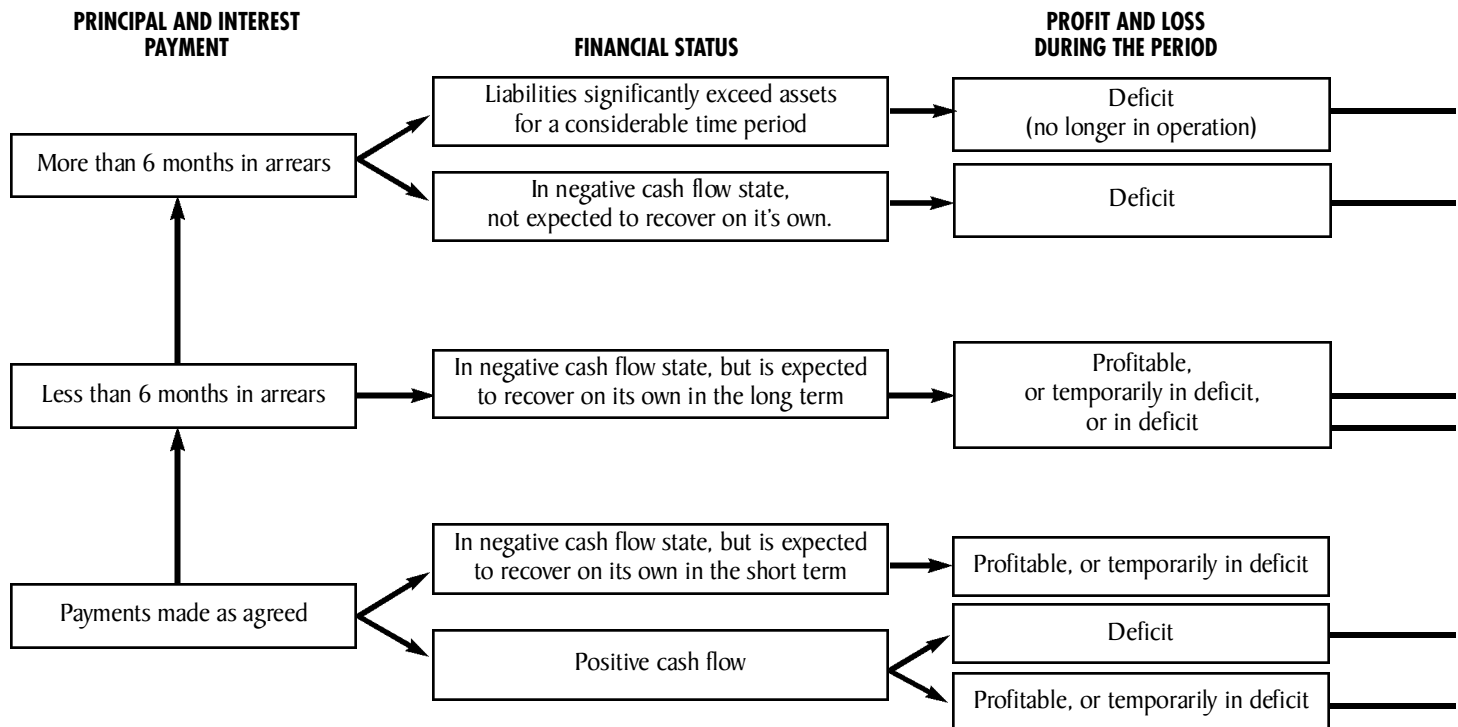 PRINCIPAL AND INTEREST
PAYMENT
FINANCIAL STATUS
PROFIT AND LOSS
DURING THE PERIOD
More than 6 months in arrears
Liabilities significantly exceed assets
for a considerable time period
Deficit
(no longer in operation)
In negative cash flow state,
not expected to recover on it's own.
Deficit
Less than 6 months in arrears
In negative cash flow state, but is expected
to recover on its own in the long term
Profitable,
or temporarily in deficit,
or in deficit
Payments made as agreed
In negative cash flow state, but is expected
to recover on its own in the short term
Profitable, or temporarily in deficit
Positive cash flow
Deficit
Profitable, or temporarily in deficit